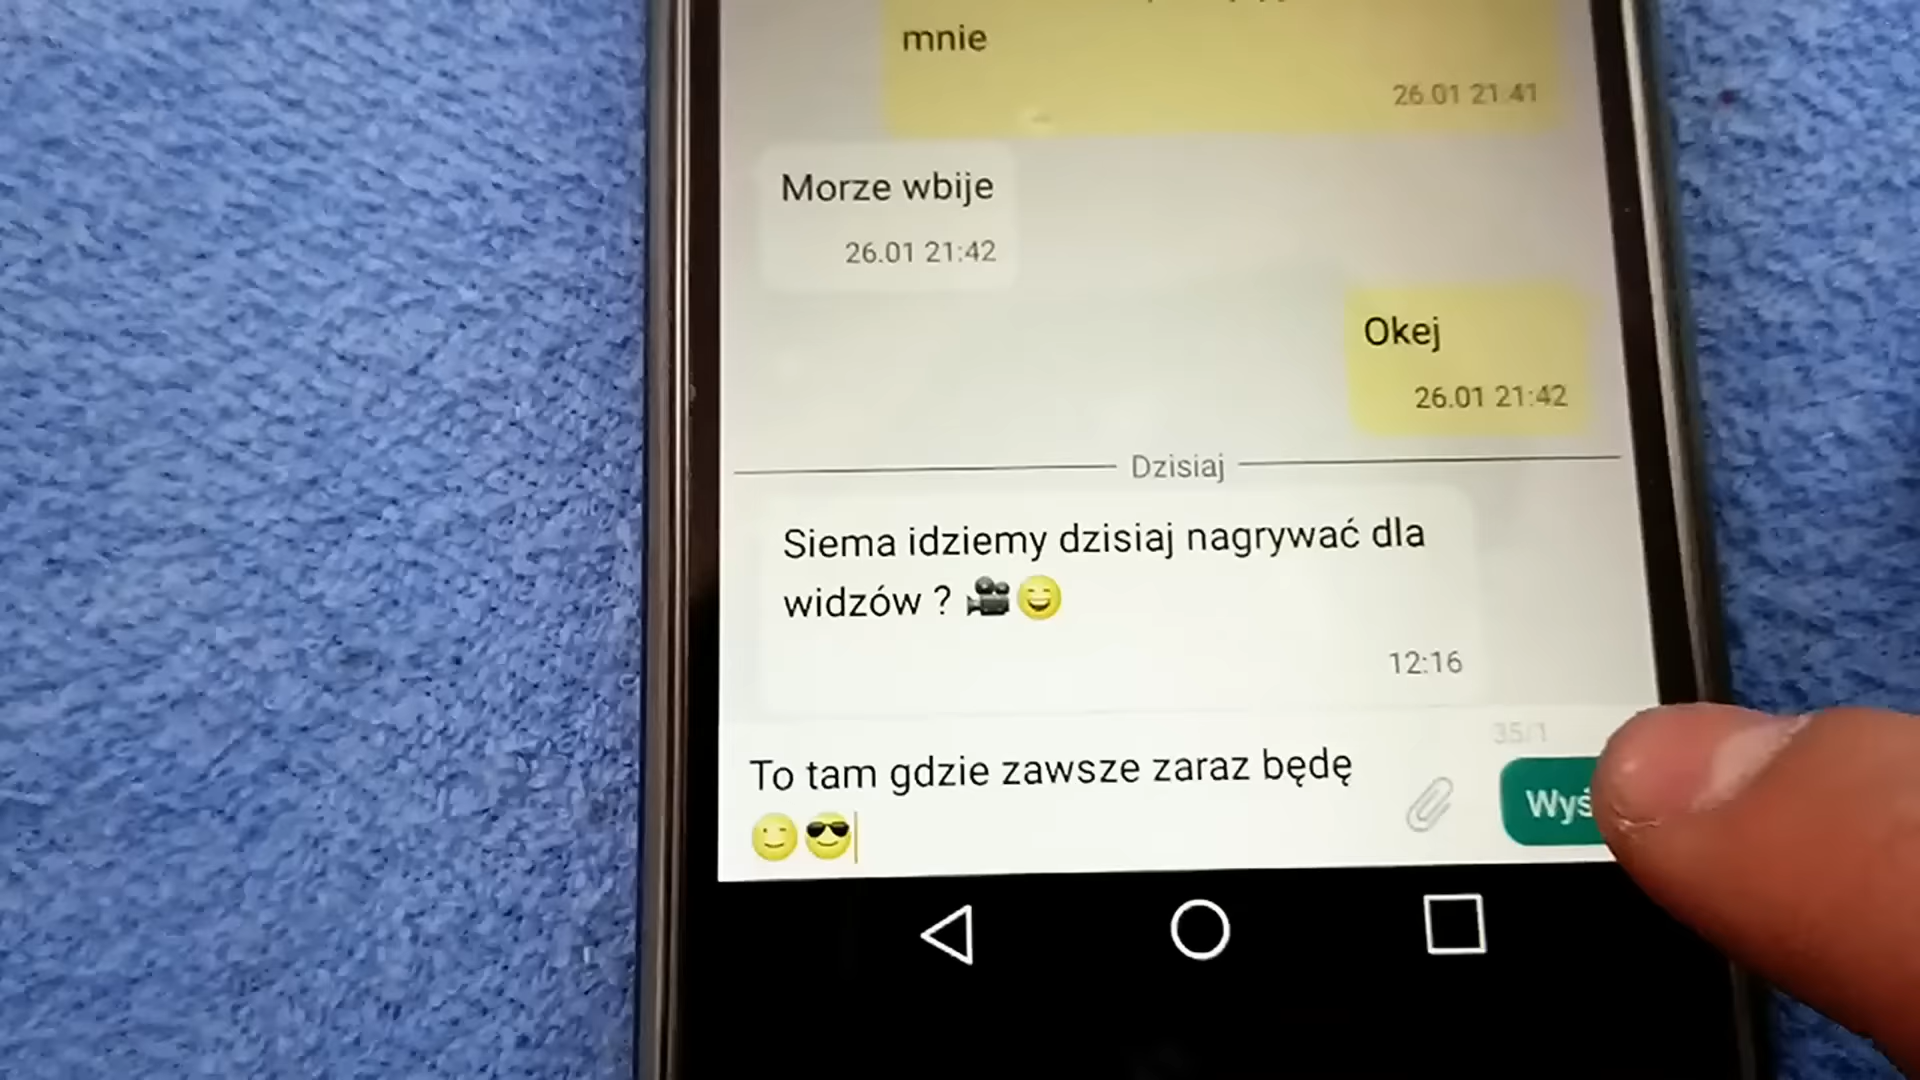 mnie
26.01 21:41
Morze wbije
26.01 21:42
Okej
26.01 21:42
Dzisiaj
Siema idziemy dzisiaj nagrywać dla
widzów ? 🎥😄
12:16
35/1
To tam gdzie zawsze zaraz będę
😉😎
Wyś